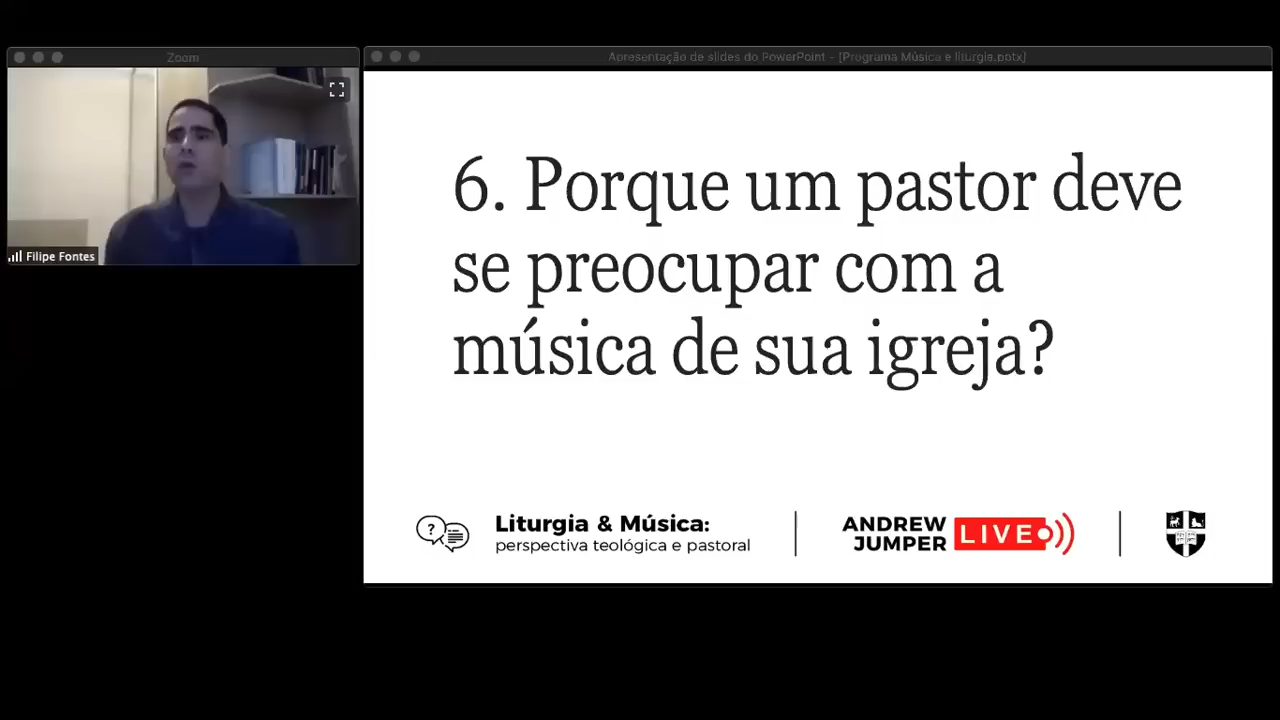 Zoom
Filipe Fontes
Apresentação de slides do PowerPoint - [Programa Música e liturgia.potx]
6. Porque um pastor deve
se preocupar com a
música de sua igreja?
?
Liturgia & Música:
perspectiva teológica e pastoral
ANDREW
JUMPER
LIVE